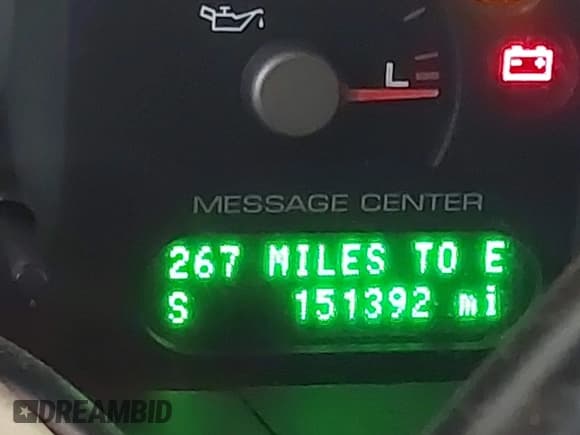 L
MESSAGE CENTER
267 MILES TO E
S 151392 mi
DREAMBID